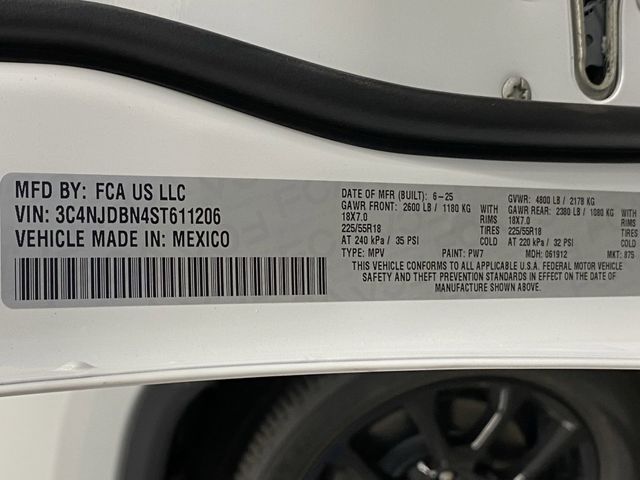 MFD BY: FCA US LLC
VIN: 3C4NJDBN4ST611206
VEHICLE MADE IN: MEXICO
DATE OF MFR (BUILT): 6-25 GVWR: 4800 LB / 2178 KG
GAWR FRONT: 2600 LB / 1180 KG WITH GAWR REAR: 2380 LB / 1080 KG WITH
18X7.0 RIMS 18X7.0 RIMS
225/55R18 TIRES 225/55R18 TIRES
AT 240 kPa / 35 PSI COLD AT 220 kPa / 32 PSI COLD
TYPE: MPV PAINT: PW7 MDH: 061912 MKT: 875
THIS VEHICLE CONFORMS TO ALL APPLICABLE U.S.A. FEDERAL MOTOR VEHICLE
SAFETY AND THEFT PREVENTION STANDARDS IN EFFECT ON THE DATE OF
MANUFACTURE SHOWN ABOVE.